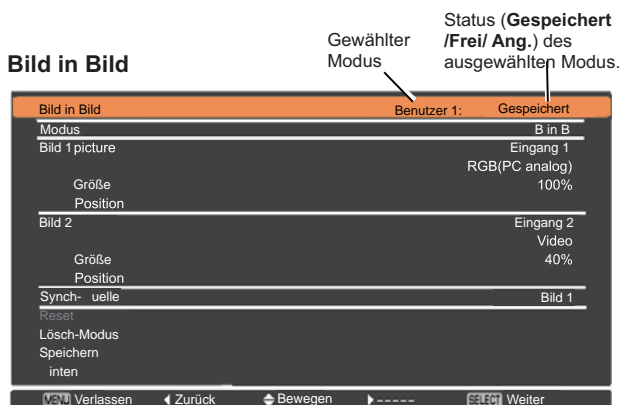 Bild in Bild
Gewählter
Modus
Status (Gespeichert
/Frei/ Ang.) des
ausgewählten Modus.
Bild in Bild Benutzer 1: Gespeichert
Modus B in B
Bild 1 picture Eingang 1
RGB(PC analog)
Größe 100%
Position
Bild 2 Eingang 2
Video
Größe 40%
Position
Synch- uelle Bild 1
Reset
Lösch-Modus
Speichern
inten
MENU Verlassen Zurück Bewegen ----- SELECT Weiter